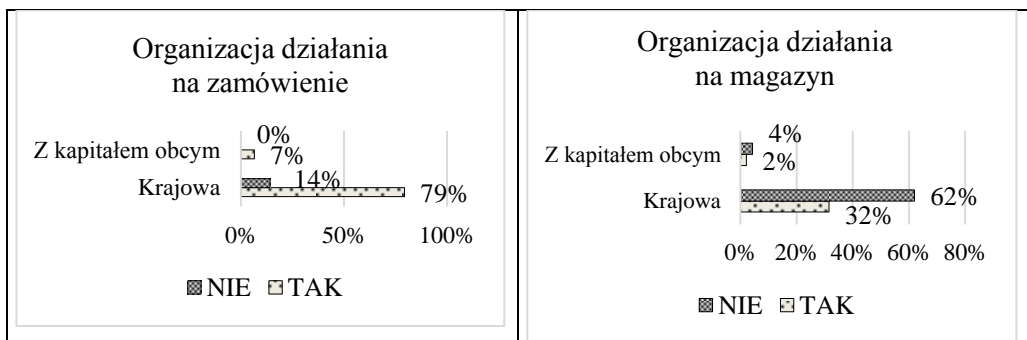 Organizacja działania
na zamówienie
Z kapitałem obcym
0%
7%
Krajowa
14%
79%
0% 50% 100%
NIE TAK
Organizacja działania
na magazyn
Z kapitałem obcym
4%
2%
Krajowa
62%
32%
0% 20% 40% 60% 80%
NIE TAK